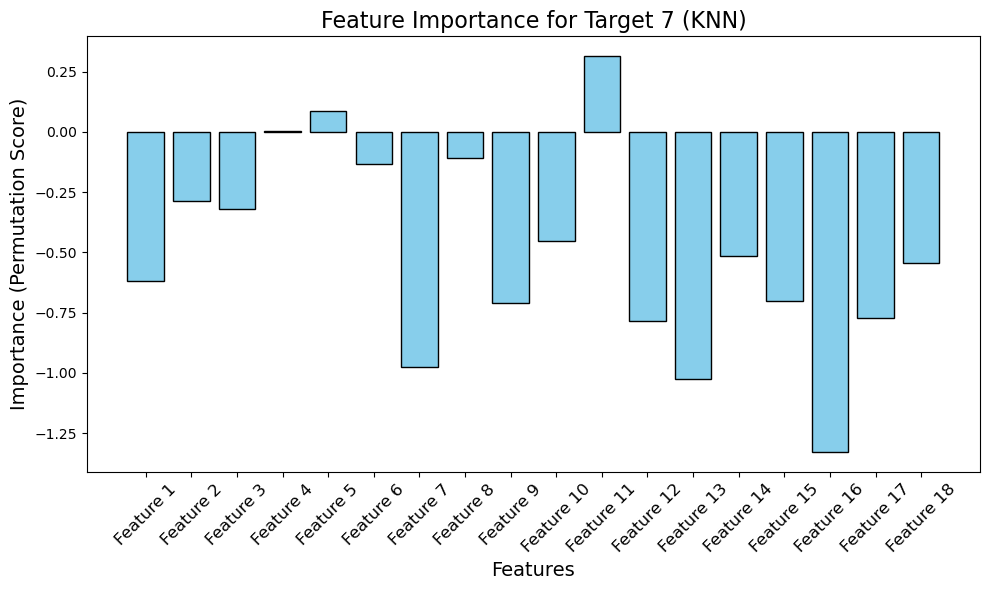 Feature Importance for Target 7 (KNN)
Importance (Permutation Score)
0.25
0.00
−0.25
−0.50
−0.75
−1.00
−1.25
Feature 1
Feature 2
Feature 3
Feature 4
Feature 5
Feature 6
Feature 7
Feature 8
Feature 9
Feature 10
Feature 11
Feature 12
Feature 13
Feature 14
Feature 15
Feature 16
Feature 17
Feature 18
Features